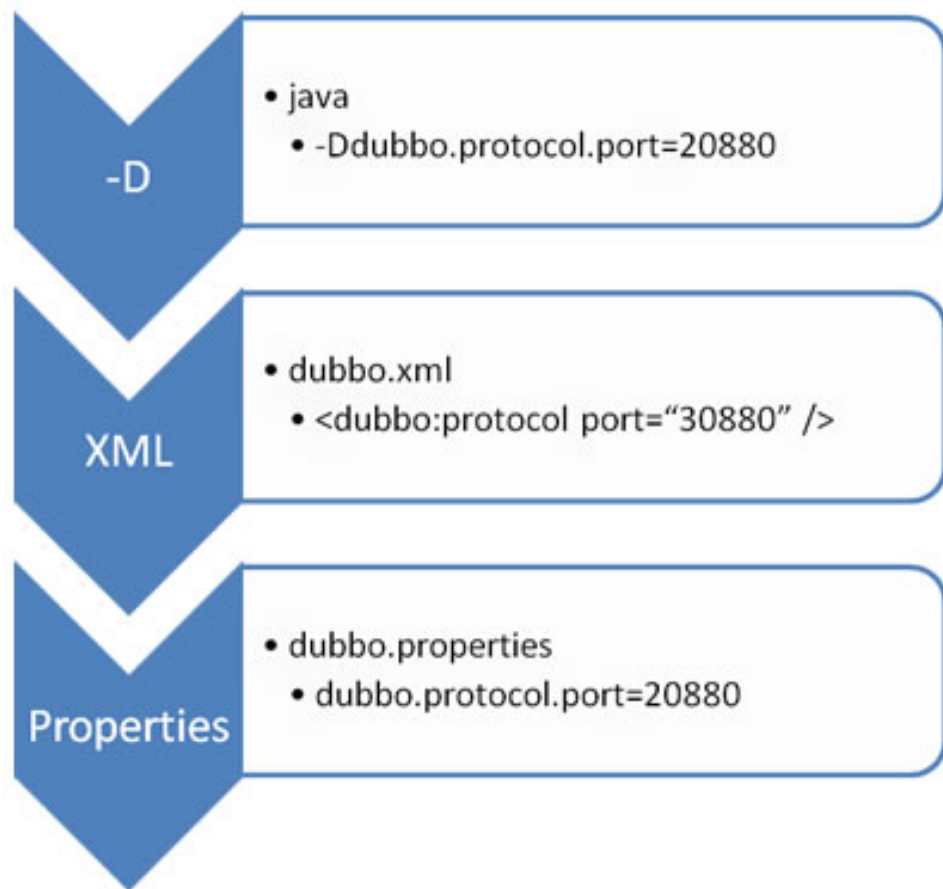 -D
• java
• -Ddubbo.protocol.port=20880
XML
• dubbo.xml
• <dubbo:protocol port=“30880” />
Properties
• dubbo.properties
• dubbo.protocol.port=20880